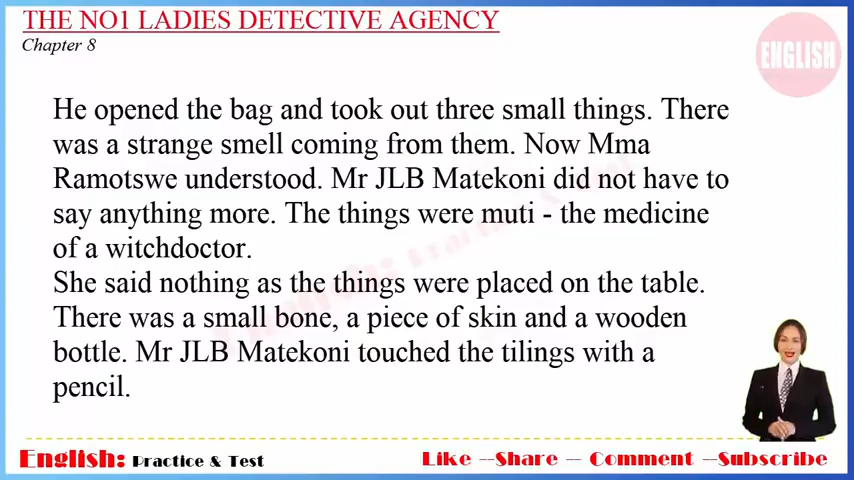 THE NO1 LADIES DETECTIVE AGENCY
Chapter 8
ENGLISH
He opened the bag and took out three small things. There
was a strange smell coming from them. Now Mma
Ramotswe understood. Mr JLB Matekoni did not have to
say anything more. The things were muti - the medicine
of a witchdoctor.
She said nothing as the things were placed on the table.
There was a small bone, a piece of skin and a wooden
bottle. Mr JLB Matekoni touched the tilings with a
pencil.
English: Practice & Test
Like --Share -- Comment --Subscribe